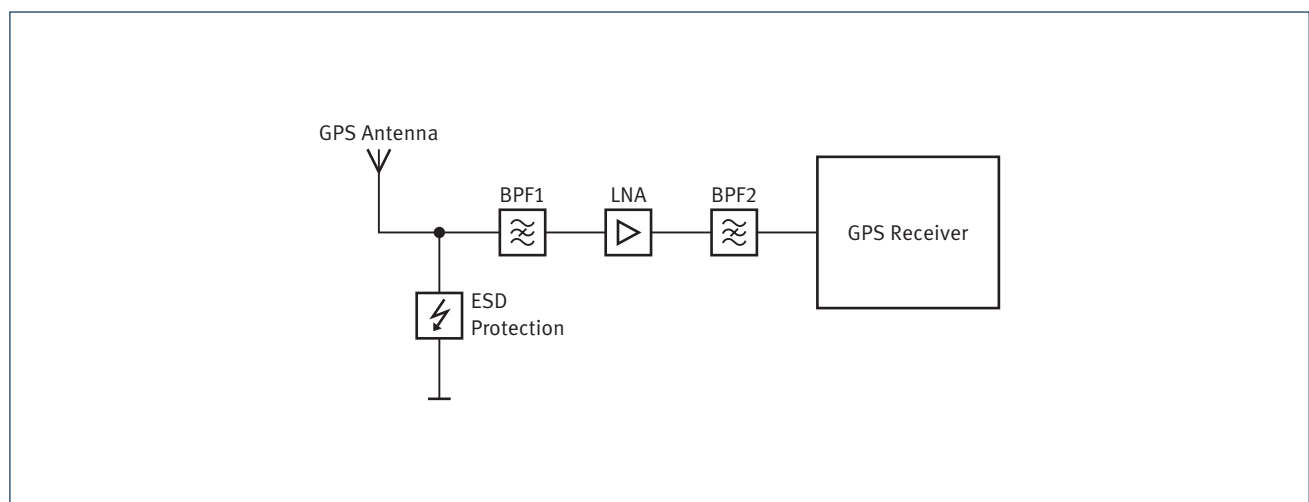 GPS Antenna
BPF1
LNA
BPF2
GPS Receiver
ESD
Protection